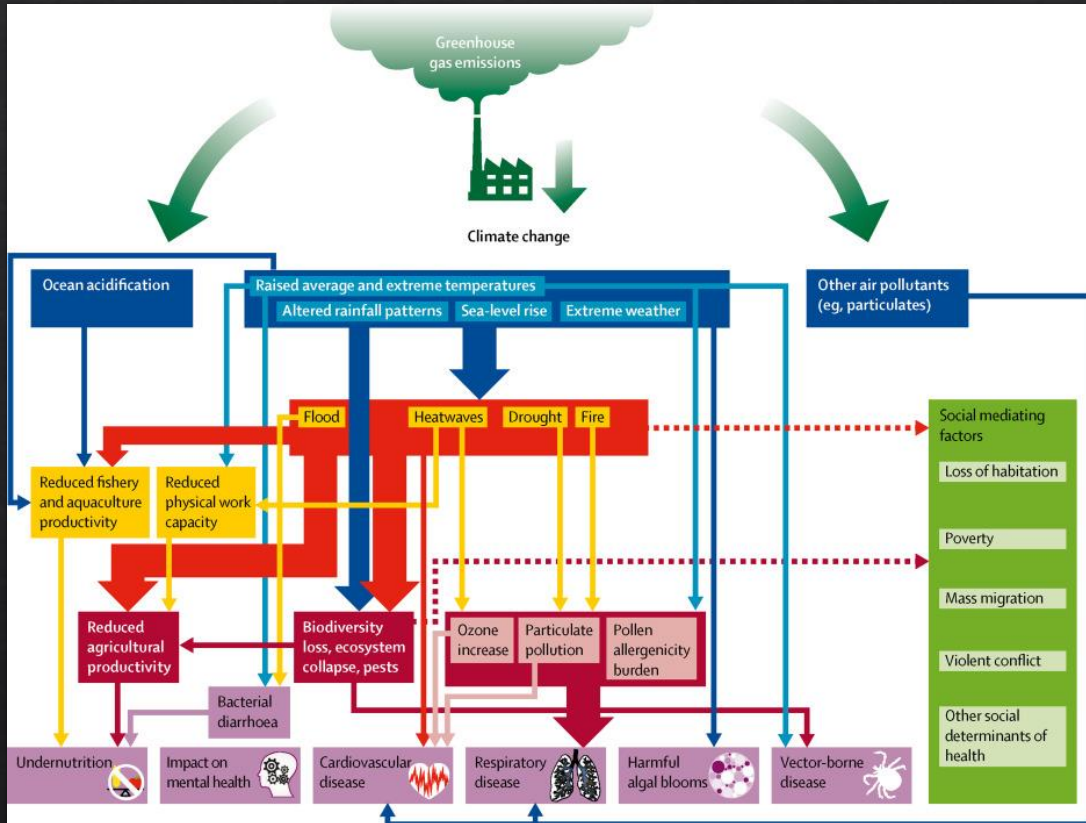 Greenhouse
gas emissions
Climate change
Ocean acidification
Raised average and extreme temperatures
Altered rainfall patterns
Sea-level rise
Extreme weather
Other air pollutants
(eg, particulates)
Flood
Heatwaves
Drought
Fire
Social mediating
factors
Loss of habitation
Poverty
Mass migration
Violent conflict
Other social
determinants of
health
Reduced fishery
and aquaculture
productivity
Reduced
physical work
capacity
Reduced
agricultural
productivity
Biodiversity
loss, ecosystem
collapse, pests
Ozone
increase
Particulate
pollution
Pollen
allergenicity
burden
Bacterial
diarrhoea
Undernutrition
Impact on
mental health
Cardiovascular
disease
Respiratory
disease
Harmful
algal blooms
Vector-borne
disease